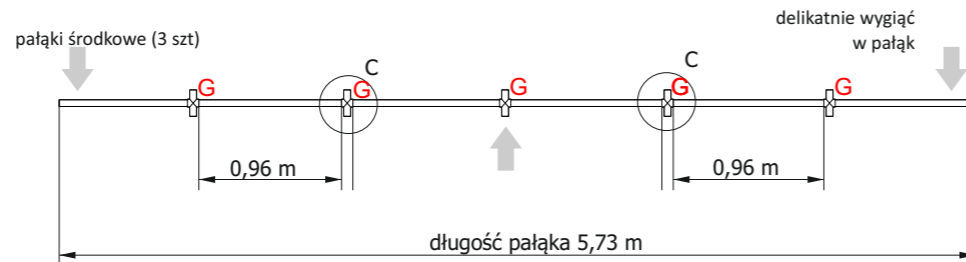 pałąki środkowe (3 szt)
delikatnie wygiąć
w pałąk
C
C
G
G
G
G
G
0,96 m
0,96 m
długość pałąka 5,73 m